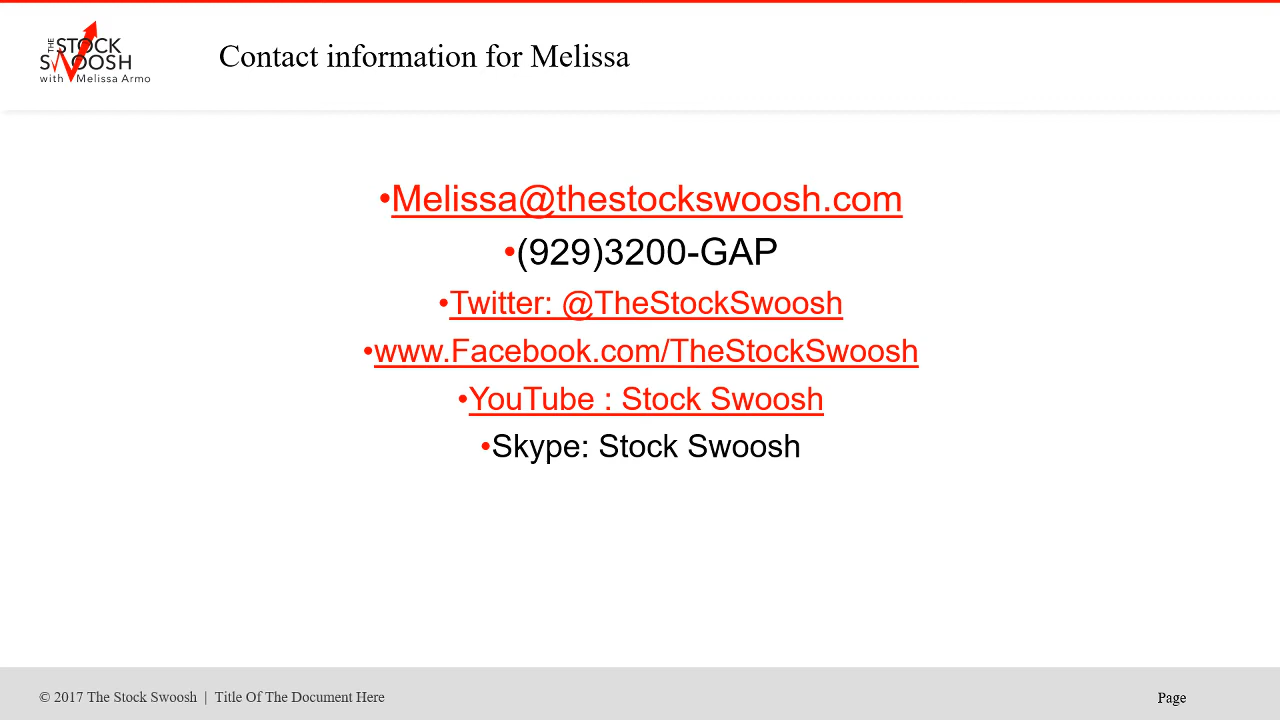 THE STOCK
SWOOSH
with Melissa Armo
Contact information for Melissa
•Melissa@thestockswoosh.com
•(929)3200-GAP
•Twitter: @TheStockSwoosh
•www.Facebook.com/TheStockSwoosh
•YouTube : Stock Swoosh
•Skype: Stock Swoosh
© 2017 The Stock Swoosh | Title Of The Document Here
Page